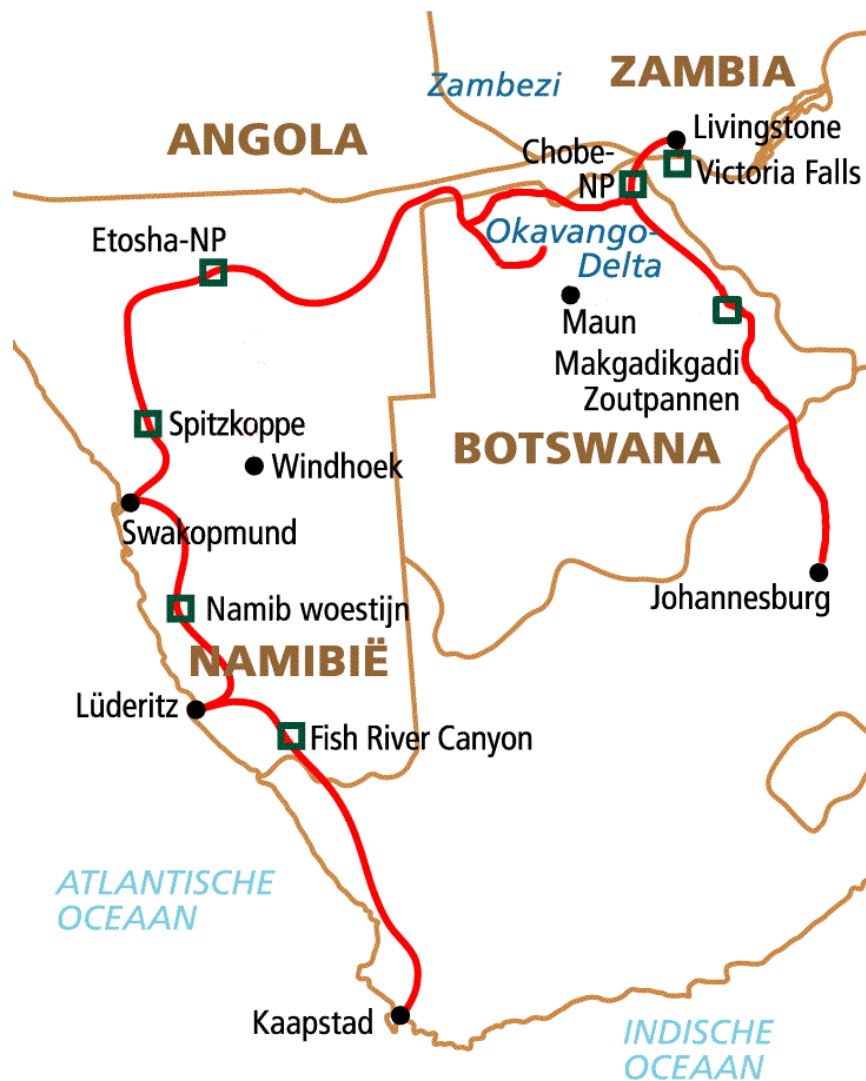 Zambezi
ZAMBIA
ANGOLA
Livingstone
Chobe-
NP
Victoria Falls
Etosha-NP
Okavango-
Delta
Maun
Makgadikgadi
Zoutpannen
Spitzkoppe
BOTSWANA
Windhoek
Swakopmund
Johannesburg
Namib woestijn
NAMIBIË
Lüderitz
Fish River Canyon
ATLANTISCHE
OCEAAN
Kaapstad
INDISCHE
OCEAAN